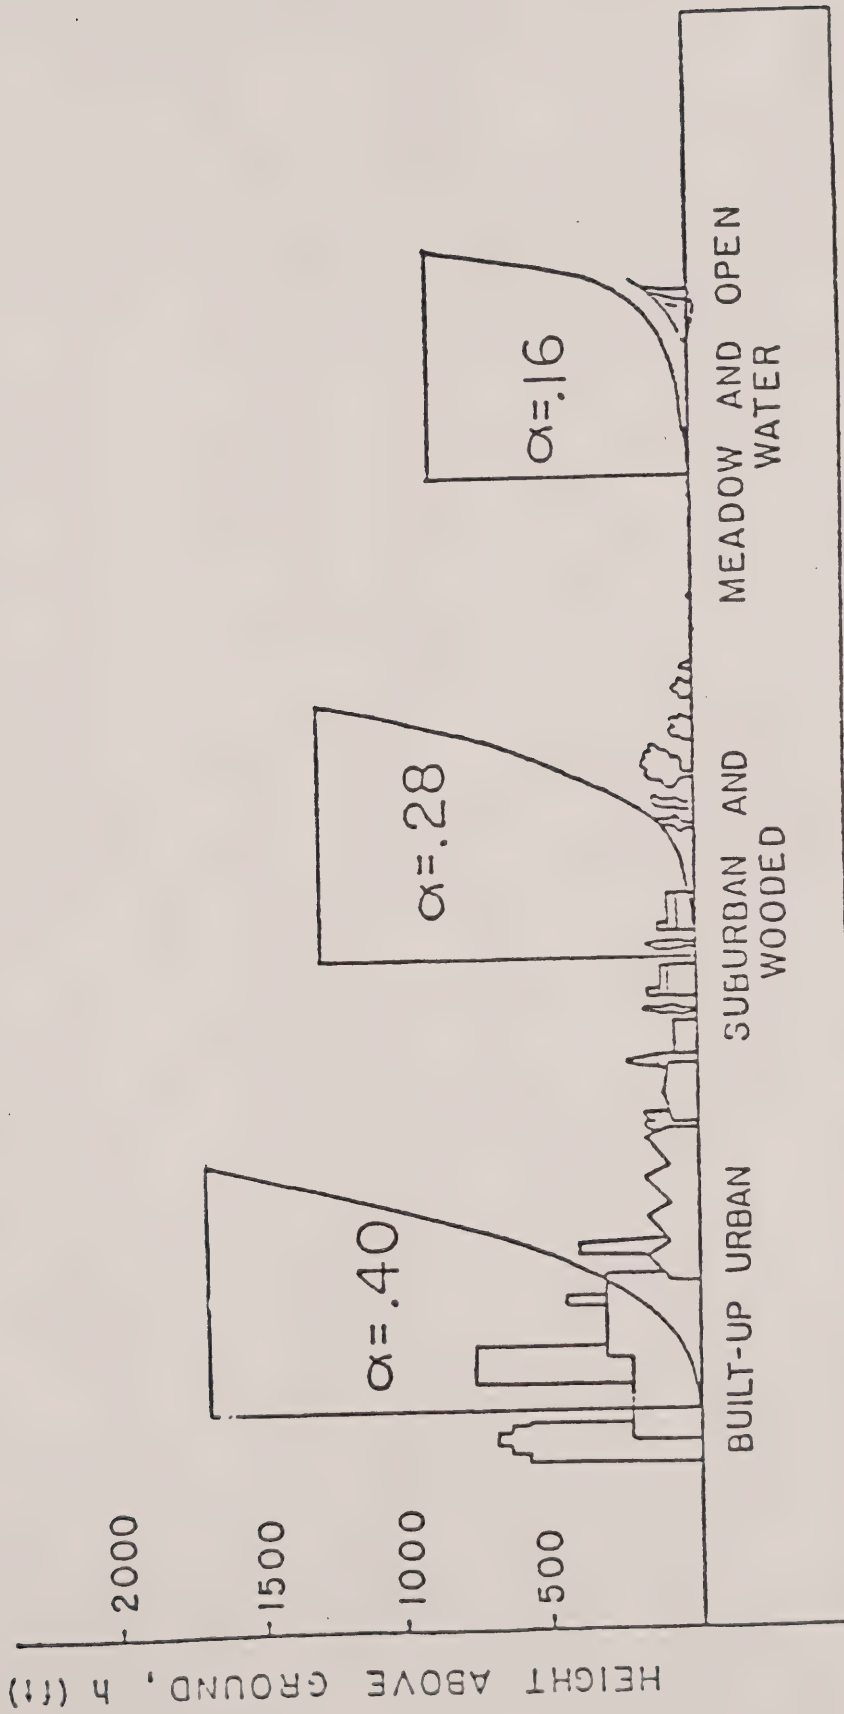 HEIGHT ABOVE GROUND, h (ft)
2000
1500
1000
500
α=.40
α=.28
α=.16
BUILT-UP URBAN
SUBURBAN AND
WOODED
MEADOW AND OPEN
WATER